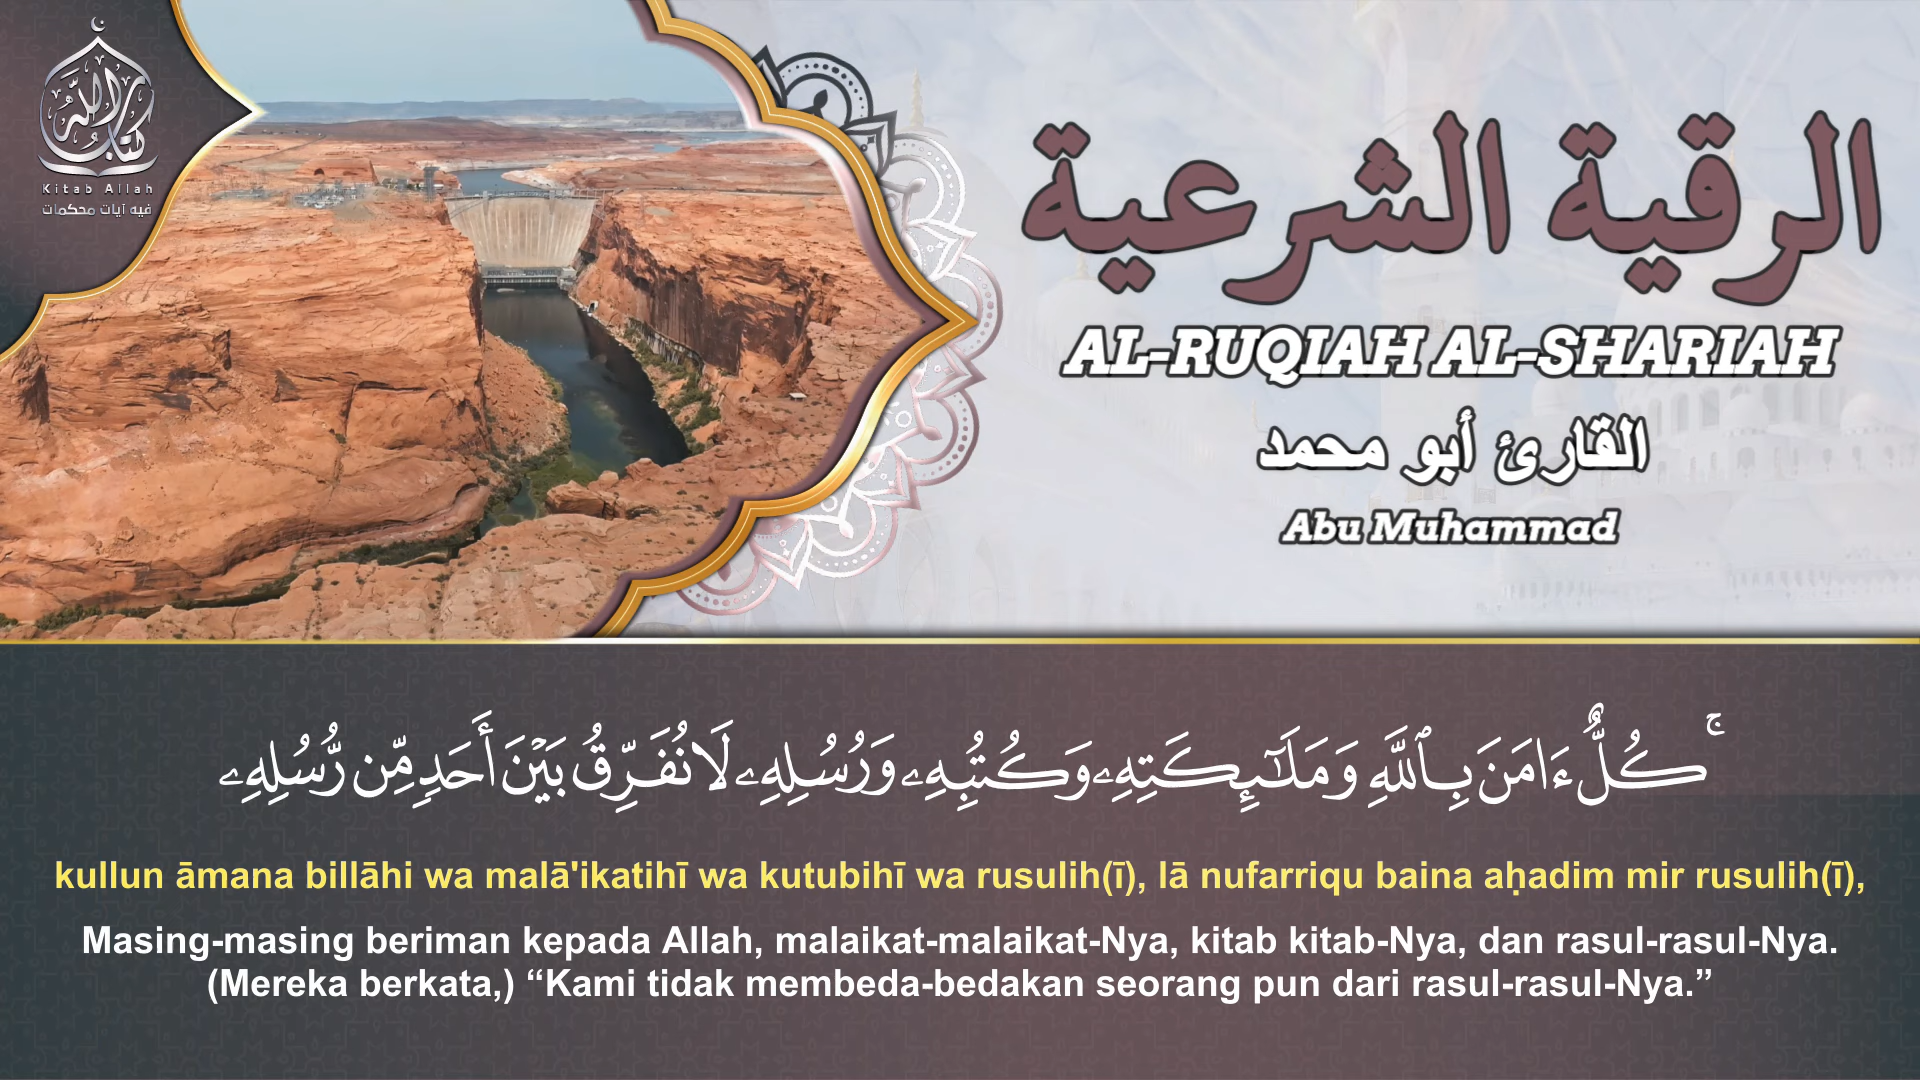 كتاب الله
Kitab Allah
فيه آيات محكمات
الرقية الشرعية
AL-RUQIAH AL-SHARIAH
القارئ أبو محمد
Abu Muhammad
ۚ كُلٌّ ءَامَنَ بِٱللَّهِ وَمَلَـٰٓئِكَتِهِۦ وَكُتُبِهِۦ وَرُسُلِهِۦ لَا نُفَرِّقُ بَيْنَ أَحَدٍ مِّن رُّسُلِهِۦ
kullun āmana billāhi wa malā'ikatihī wa kutubihī wa rusulih(ī), lā nufarriqu baina aḥadim mir rusulih(ī),
Masing-masing beriman kepada Allah, malaikat-malaikat-Nya, kitab kitab-Nya, dan rasul-rasul-Nya.
(Mereka berkata,) “Kami tidak membeda-bedakan seorang pun dari rasul-rasul-Nya.”